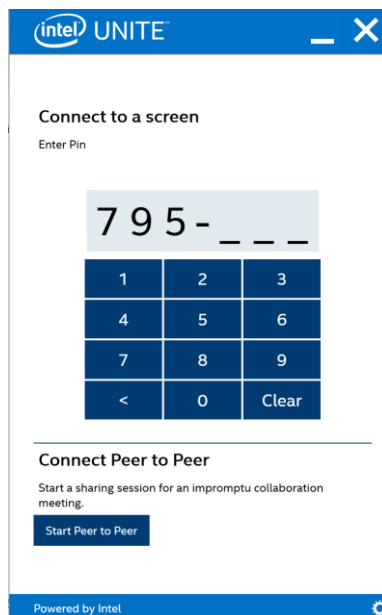 intel UNITE™
Connect to a screen
Enter Pin
795-_ _ _
1 2 3
4 5 6
7 8 9
< 0 Clear
Connect Peer to Peer
Start a sharing session for an impromptu collaboration
meeting.
Start Peer to Peer
Powered by Intel